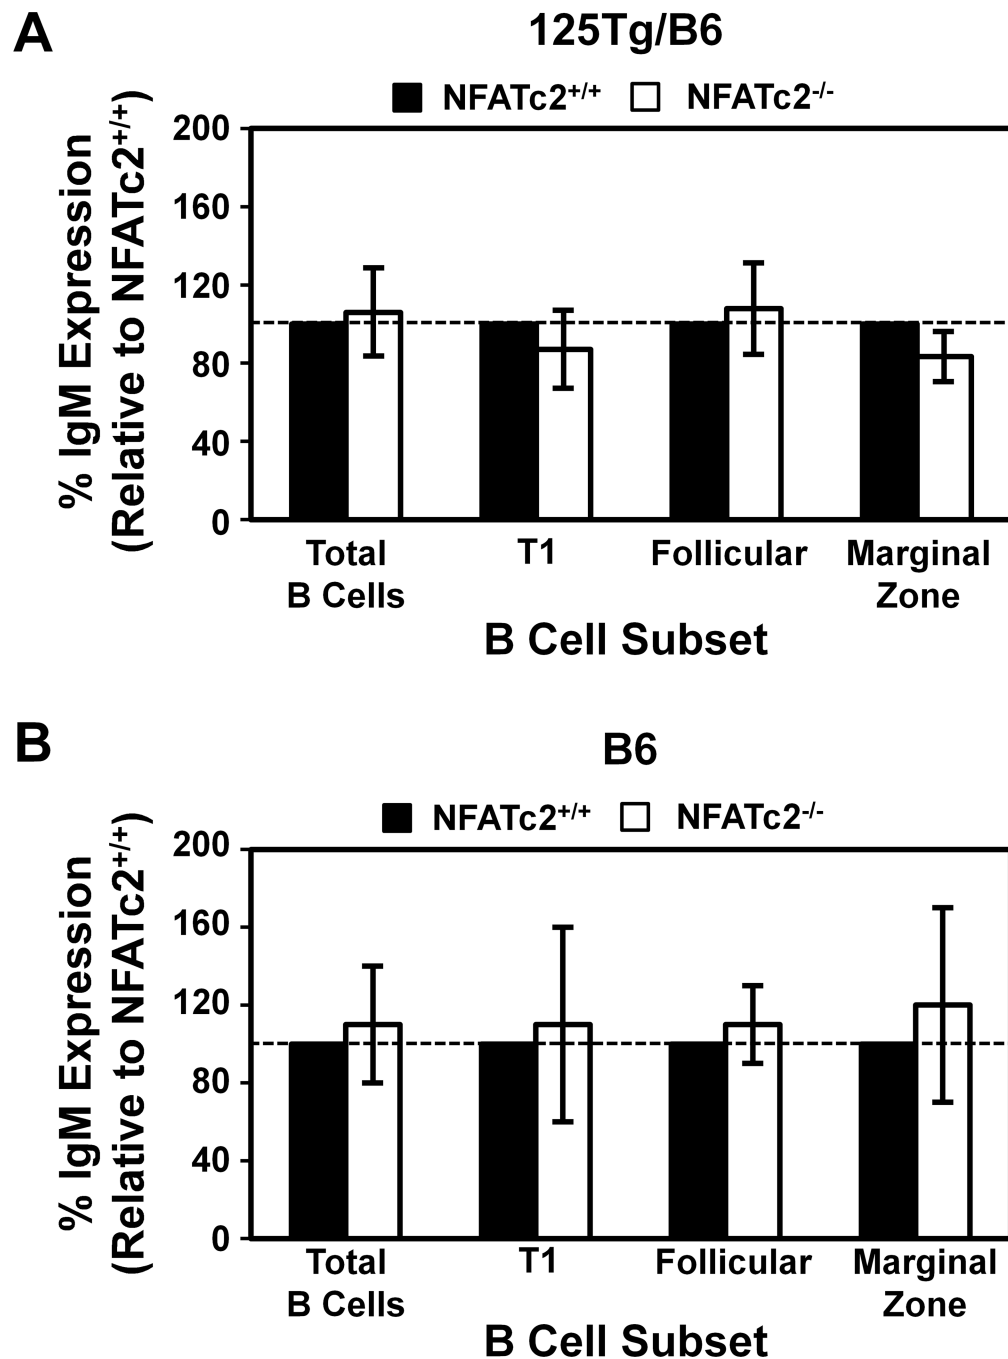 A
125Tg/B6
NFATc2+/+ NFATc2-/-
% IgM Expression
(Relative to NFATc2+/+)
200
160
120
80
40
0
Total
B Cells
T1
Follicular
Marginal
Zone
B Cell Subset
B
B6
NFATc2+/+ NFATc2-/-
% IgM Expression
(Relative to NFATc2+/+)
200
160
120
80
40
0
Total
B Cells
T1
Follicular
Marginal
Zone
B Cell Subset